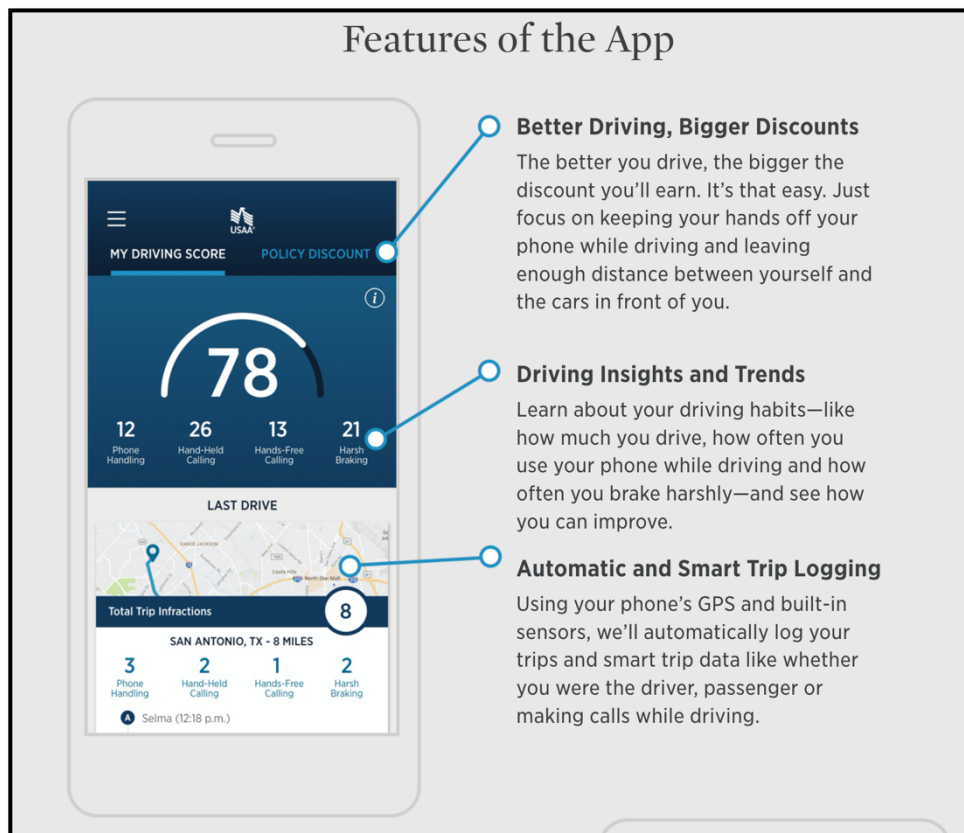 Features of the App
USAA®
MY DRIVING SCORE
POLICY DISCOUNT
i
78
12
26
13
21
Phone
Handling
Hand-Held
Calling
Hands-Free
Calling
Harsh
Braking
LAST DRIVE
Castle Hills
North Star Mall
Total Trip Infractions
8
SAN ANTONIO, TX - 8 MILES
3
2
1
2
Phone
Handling
Hand-Held
Calling
Hands-Free
Calling
Harsh
Braking
A
Selma (12:18 p.m.)
Better Driving, Bigger Discounts
The better you drive, the bigger the
discount you’ll earn. It’s that easy. Just
focus on keeping your hands off your
phone while driving and leaving
enough distance between yourself and
the cars in front of you.
Driving Insights and Trends
Learn about your driving habits—like
how much you drive, how often you
use your phone while driving and how
often you brake harshly—and see how
you can improve.
Automatic and Smart Trip Logging
Using your phone’s GPS and built-in
sensors, we’ll automatically log your
trips and smart trip data like whether
you were the driver, passenger or
making calls while driving.